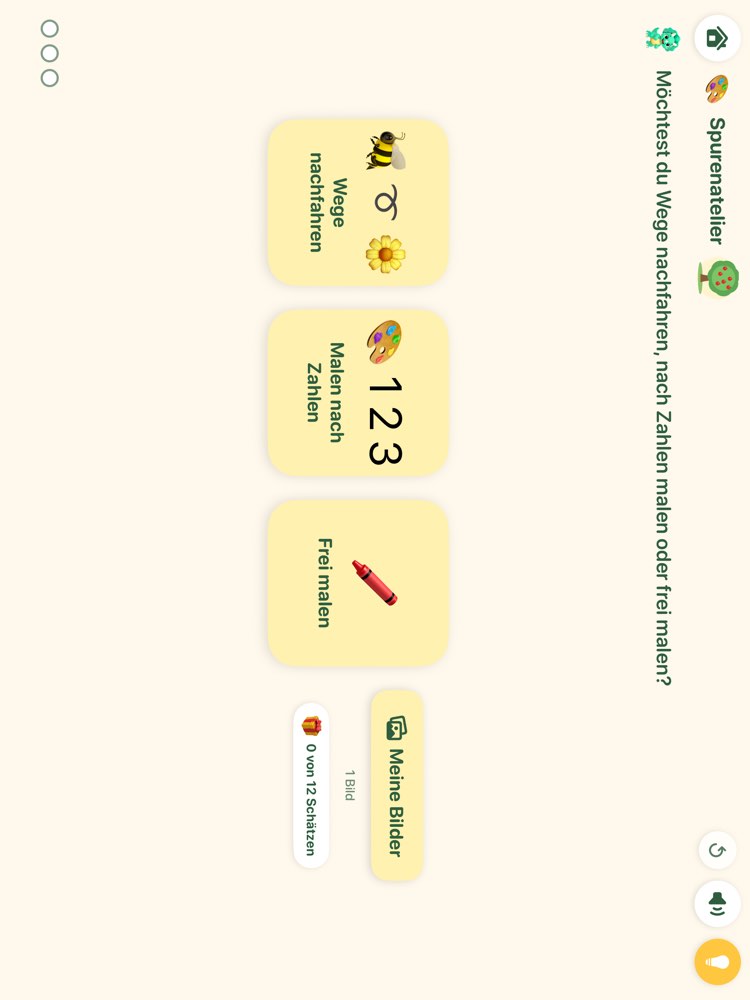 Spurenatelier
Möchtest du Wege nachfahren, nach Zahlen malen oder frei malen?
Wege
nachfahren
1 2 3
Malen nach
Zahlen
Frei malen
Meine Bilder
1 Bild
0 von 12 Schätzen